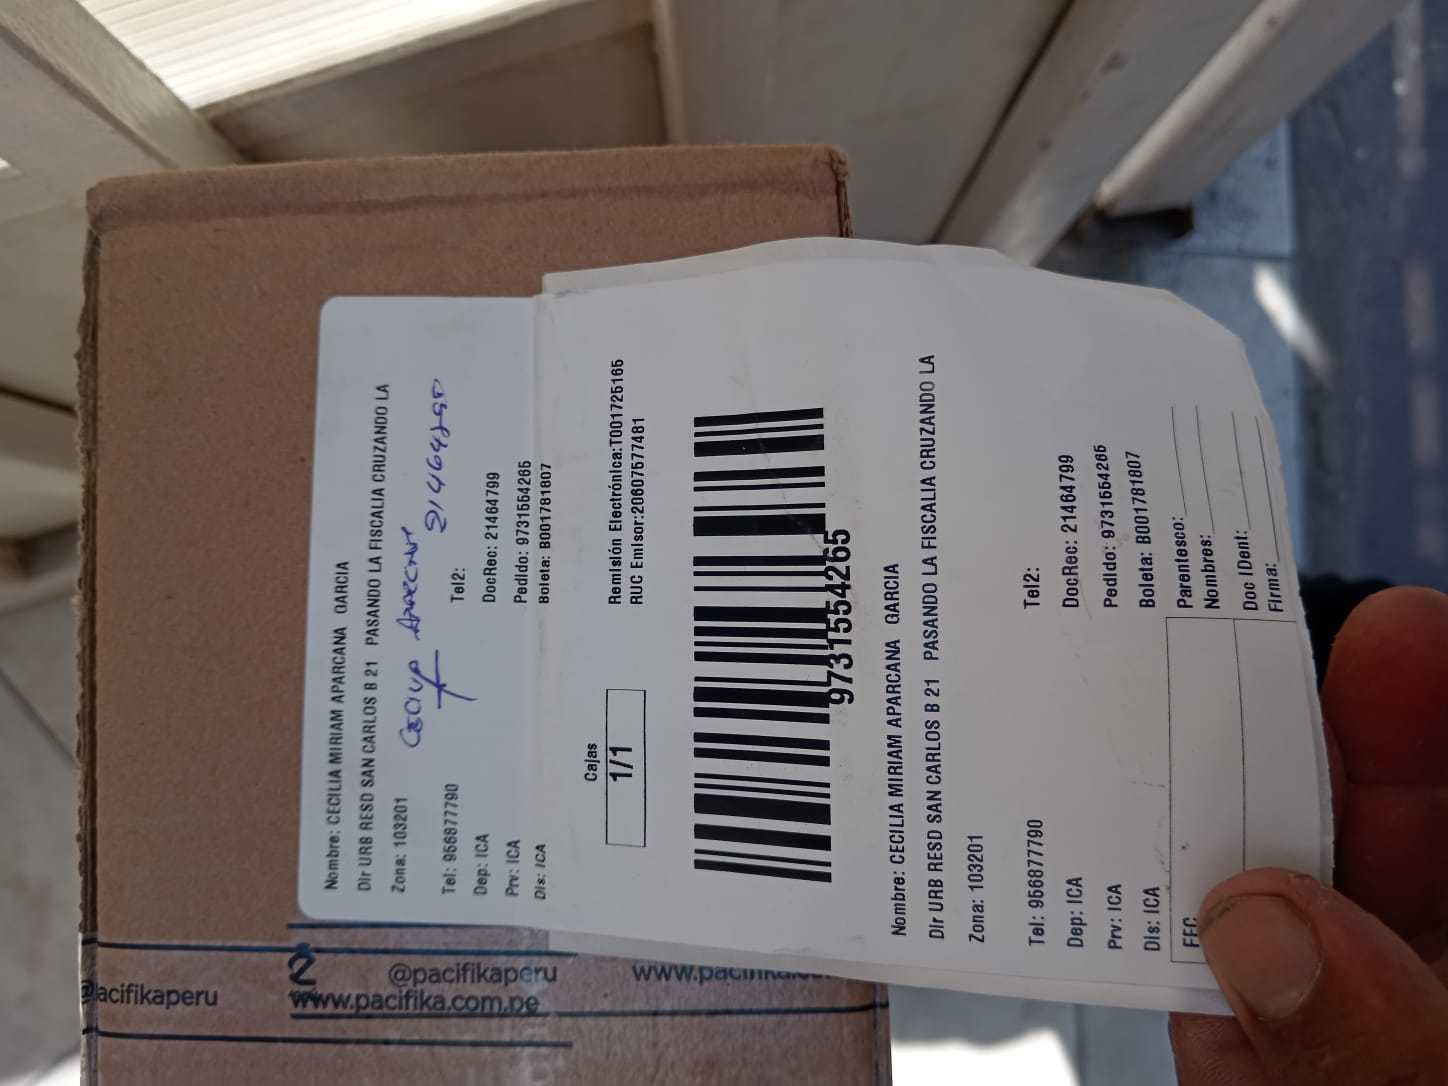 Nombre: CECILIA MIRIAM APARCANA GARCIA
Dir URB RESD SAN CARLOS B 21 PASANDO LA FISCALIA CRUZANDO LA
Zona: 103201
Tel: 956877790 Tel2:
Dep: ICA DocRec: 21464799
Prv: ICA Pedido: 9731554265
Dis: ICA Boleta: B001781807
Cajas
1/1
Remisión Electrónica:T001725165
RUC Emisor:20607577481
9731554265
Nombre: CECILIA MIRIAM APARCANA GARCIA
Dir URB RESD SAN CARLOS B 21 PASANDO LA FISCALIA CRUZANDO LA
Zona: 103201
Tel: 956877790 Tel2:
Dep: ICA DocRec: 21464799
Prv: ICA Pedido: 9731554265
Dis: ICA Boleta: B001781807
FEC:
Parentesco:
Nombres:
Doc IDent:
Firma:
@pacifikaperu
www.pacifika.com.pe
@pacifikaperu
2